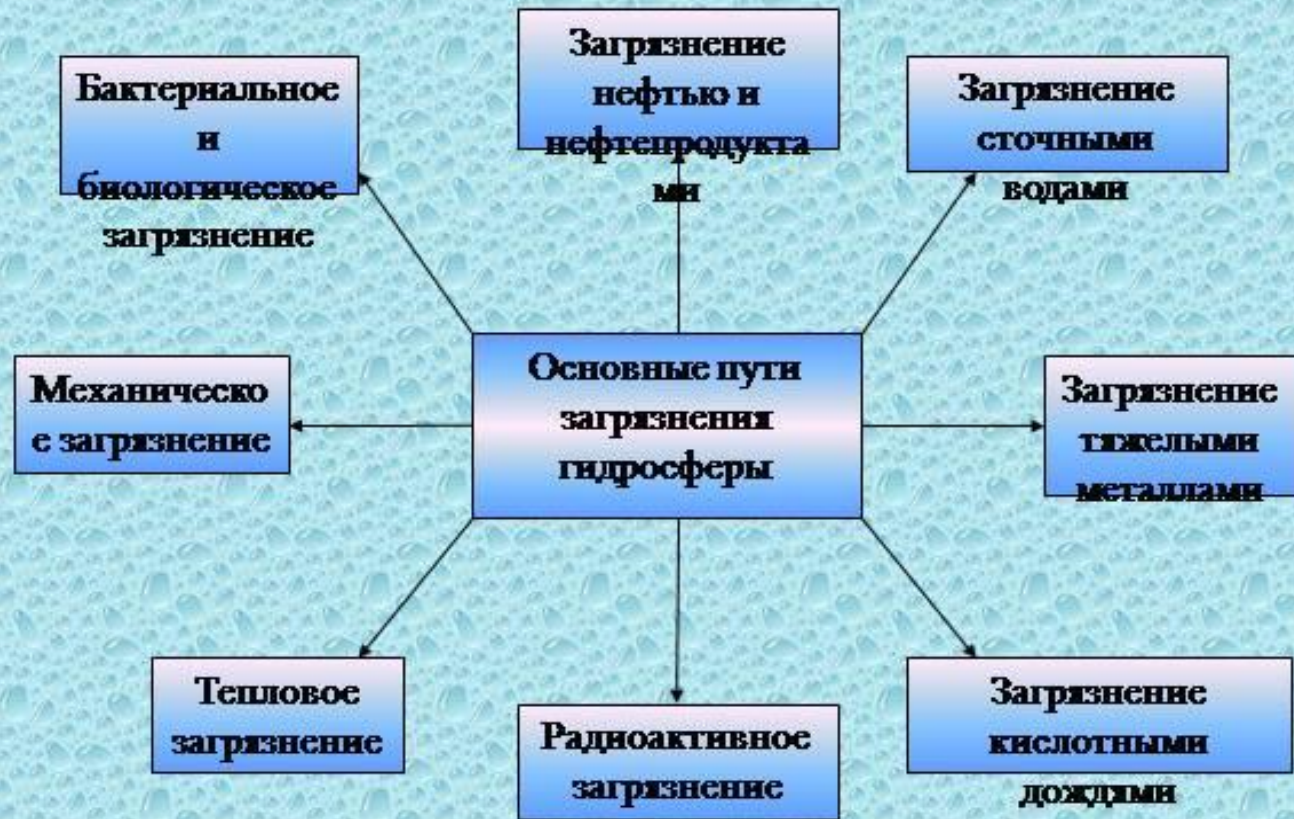 Бактериальное
и
биологическое
загрязнение
Загрязнение
нефтью и
нефтепродукта
ми
Загрязнение
сточными
водами
Механическо
е загрязнение
Основные пути
загрязнения
гидросферы
Загрязнение
тяжелыми
металлами
Тепловое
загрязнение
Радиоактивное
загрязнение
Загрязнение
кислотными
дождями